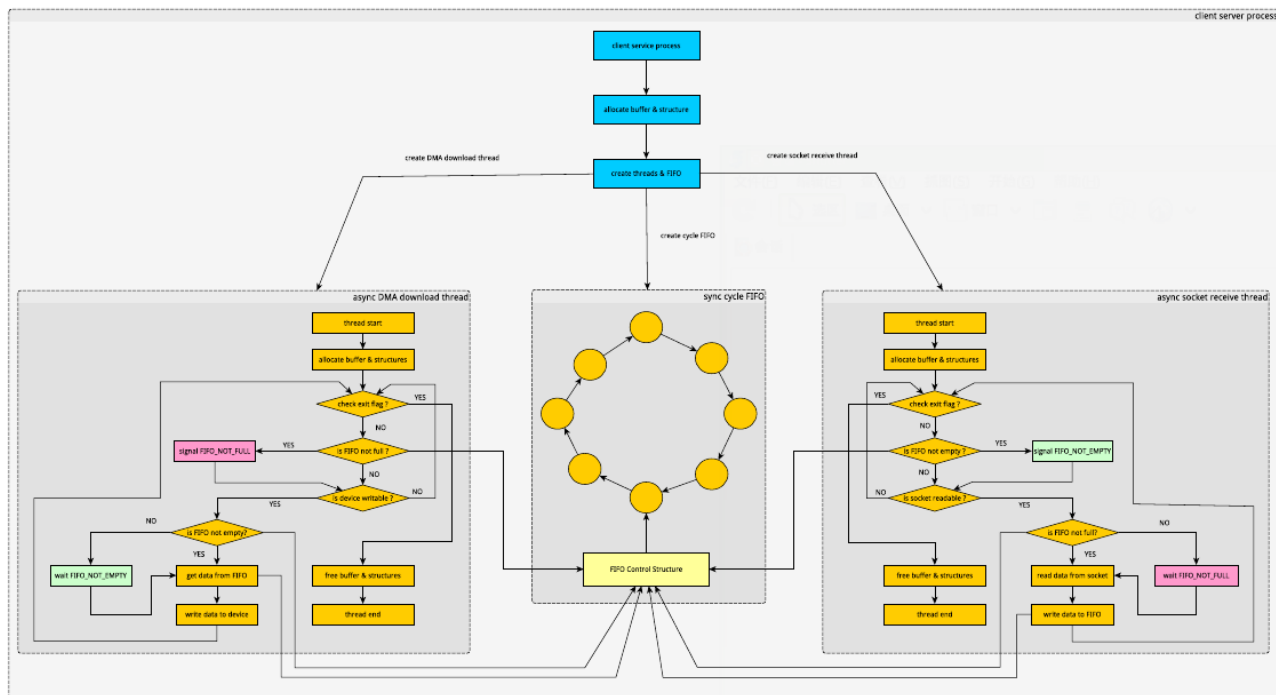 client server process
client service process
allocate buffer & structure
create DMA download thread
create socket receive thread
create threads & FIFO
create cycle FIFO
async DMA download thread
thread start
allocate buffer & structures
check exit flag ?
YES
NO
is FIFO not full ?
YES
signal FIFO_NOT_FULL
NO
is device writable ?
NO
YES
is FIFO not empty?
NO
YES
wait FIFO_NOT_EMPTY
get data from FIFO
write data to device
free buffer & structures
thread end
sync cycle FIFO
FIFO Control Structure
async socket receive thread
thread start
allocate buffer & structures
check exit flag ?
YES
NO
is FIFO not empty ?
YES
signal FIFO_NOT_EMPTY
NO
is socket readable ?
NO
YES
is FIFO not full?
NO
YES
read data from socket
wait FIFO_NOT_FULL
write data to FIFO
free buffer & structures
thread end